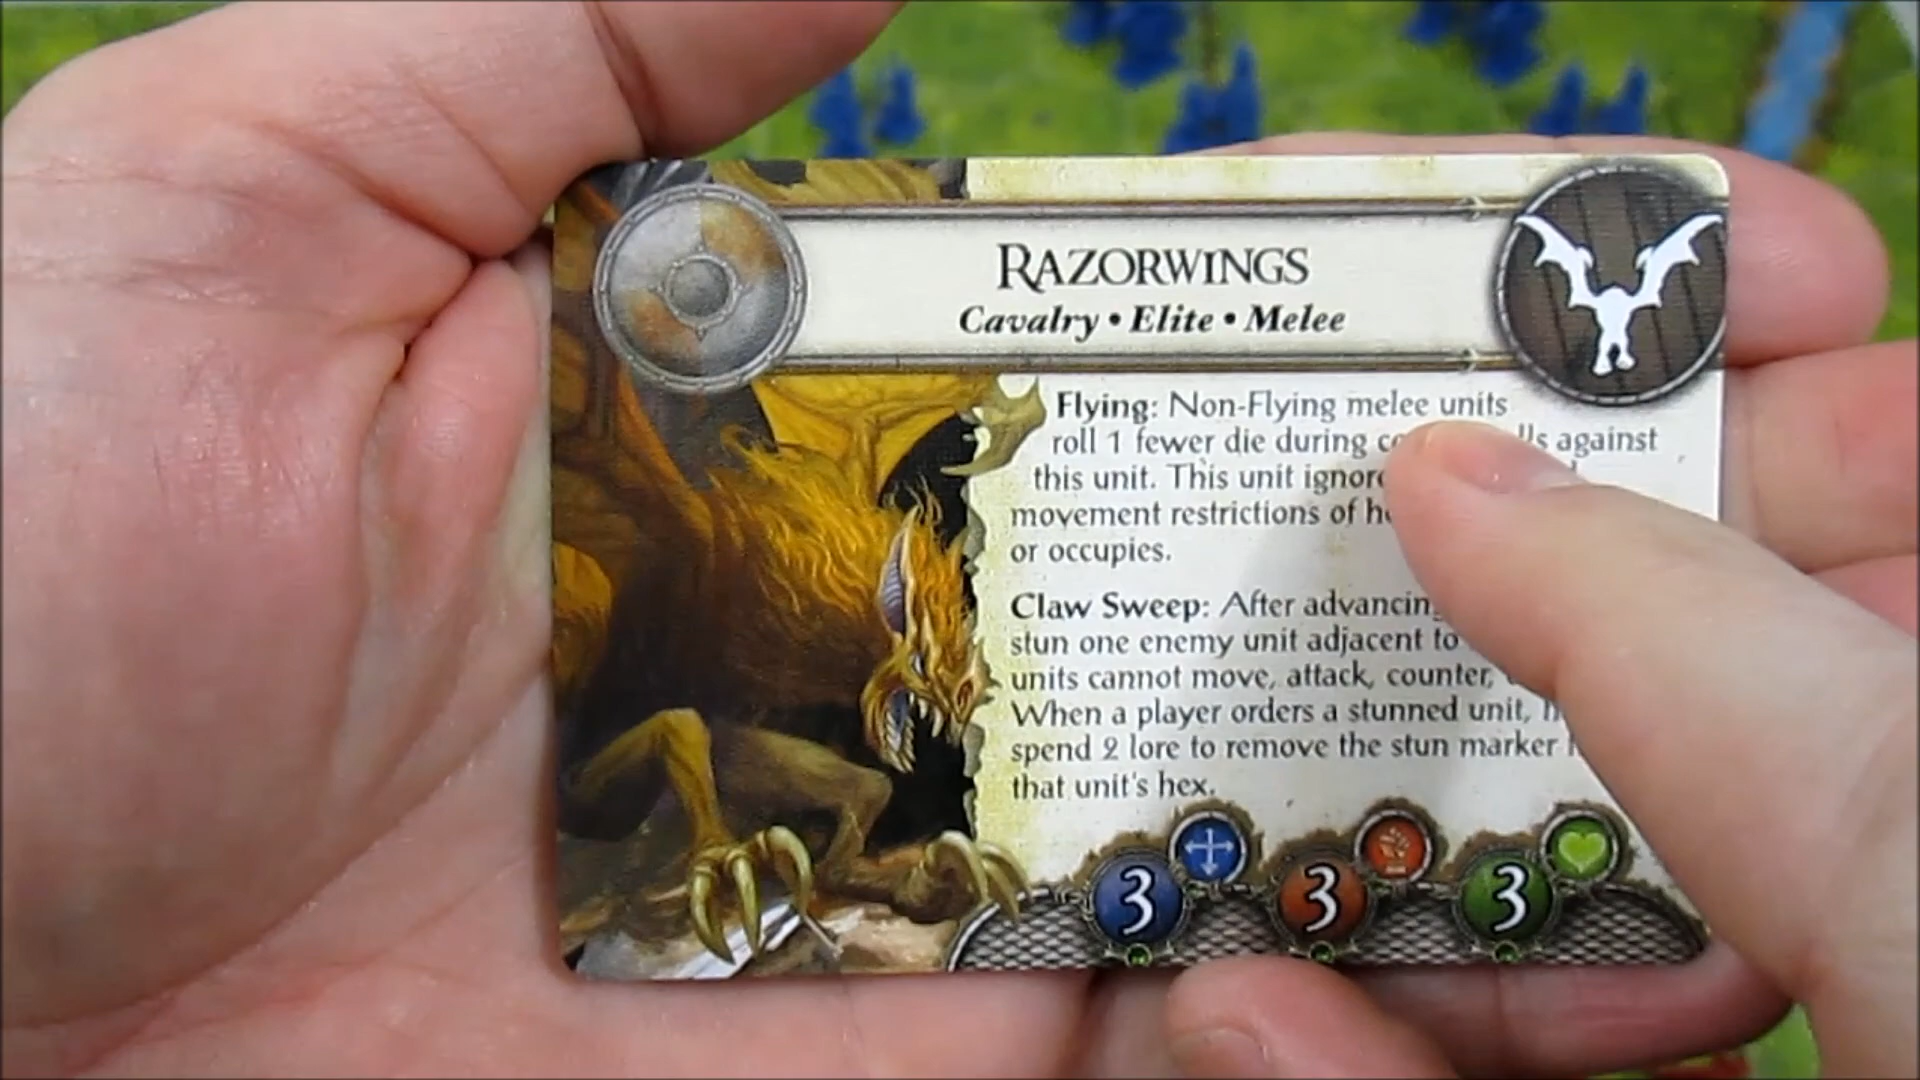 RAZORWINGS
Cavalry • Elite • Melee
Flying: Non-Flying melee units
roll 1 fewer die during against
this unit. This unit
movement restrictions of
or occupies.
Claw Sweep: After
stun one enemy unit adjacent to
units cannot move, attack, counter,
When a player orders a stunned unit,
spend 2 lore to remove the stun marker
that unit's hex.
3 3 3